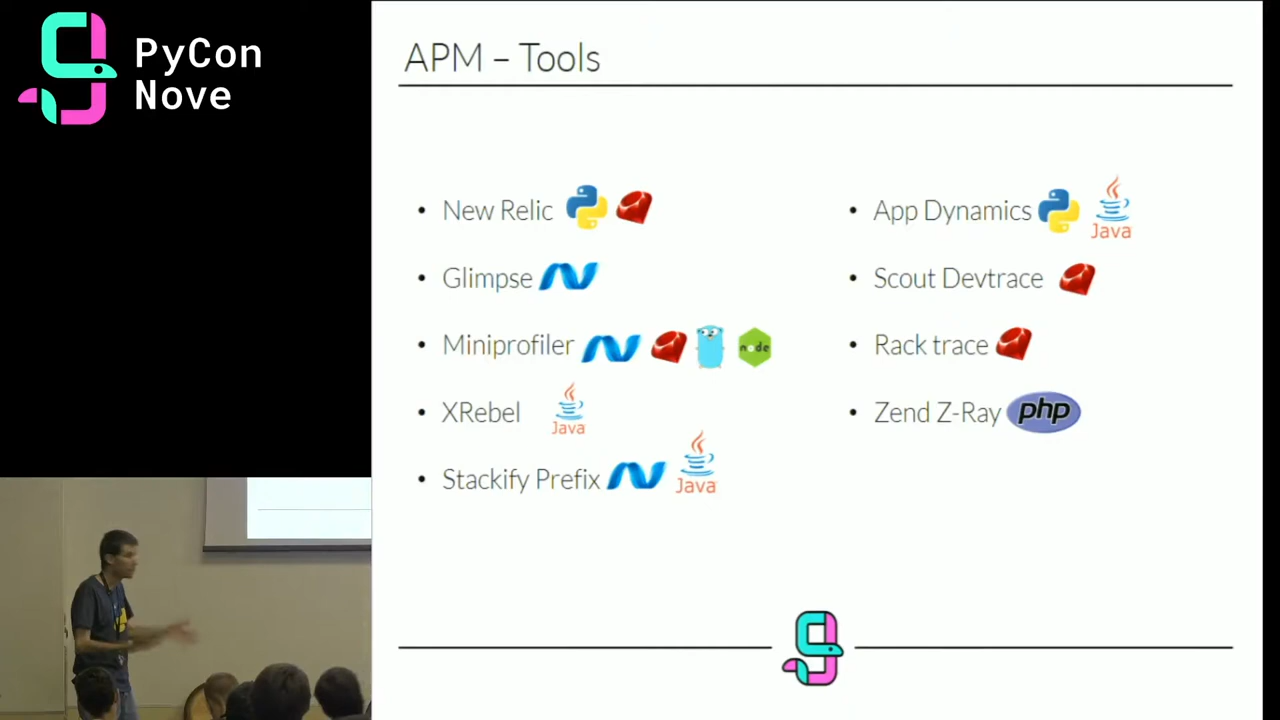 PyCon
Nove
APM – Tools
• New Relic
• Glimpse
• Miniprofiler node
• XRebel Java
• Stackify Prefix Java
• App Dynamics Java
• Scout Devtrace
• Rack trace
• Zend Z-Ray php